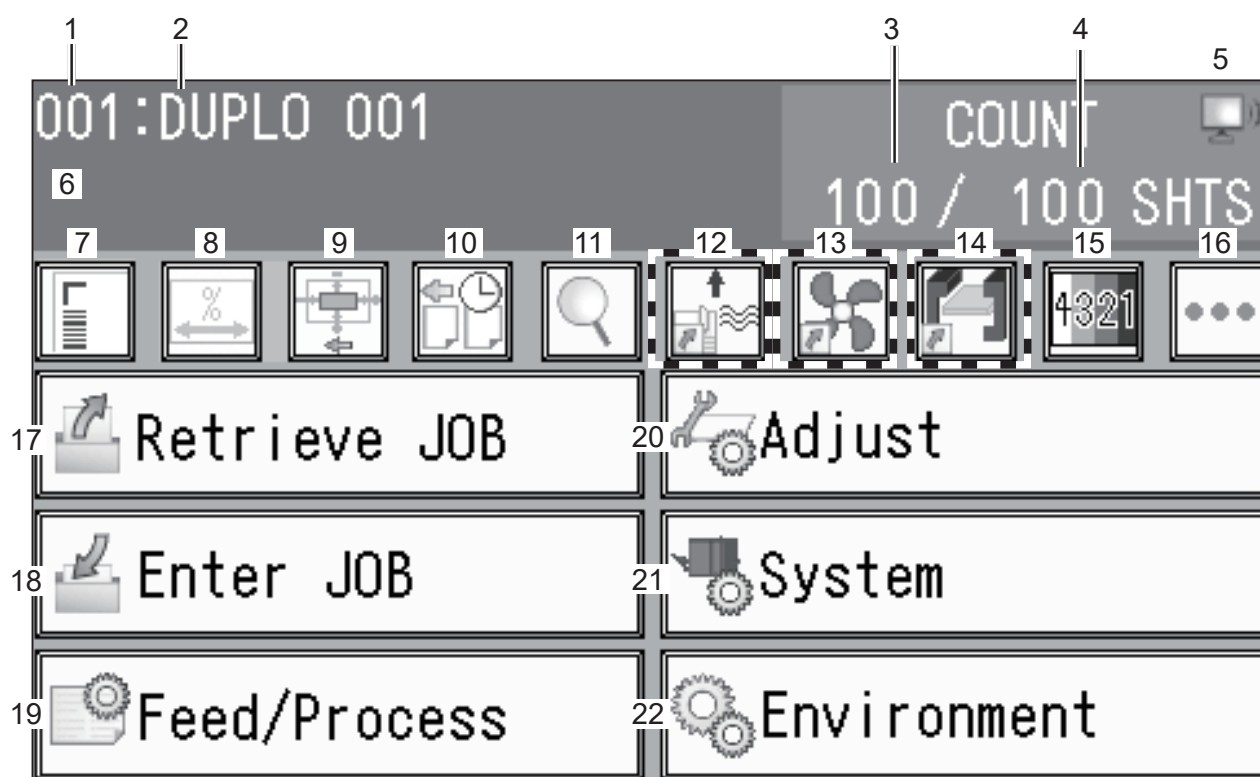 1 2 3 4 5
001:DUPLO 001 COUNT
6
100 / 100 SHTS
7 8 9 10 11 12 13 14 15 16
% 4321
17 Retrieve JOB 20 Adjust
18 Enter JOB 21 System
19 Feed/Process 22 Environment